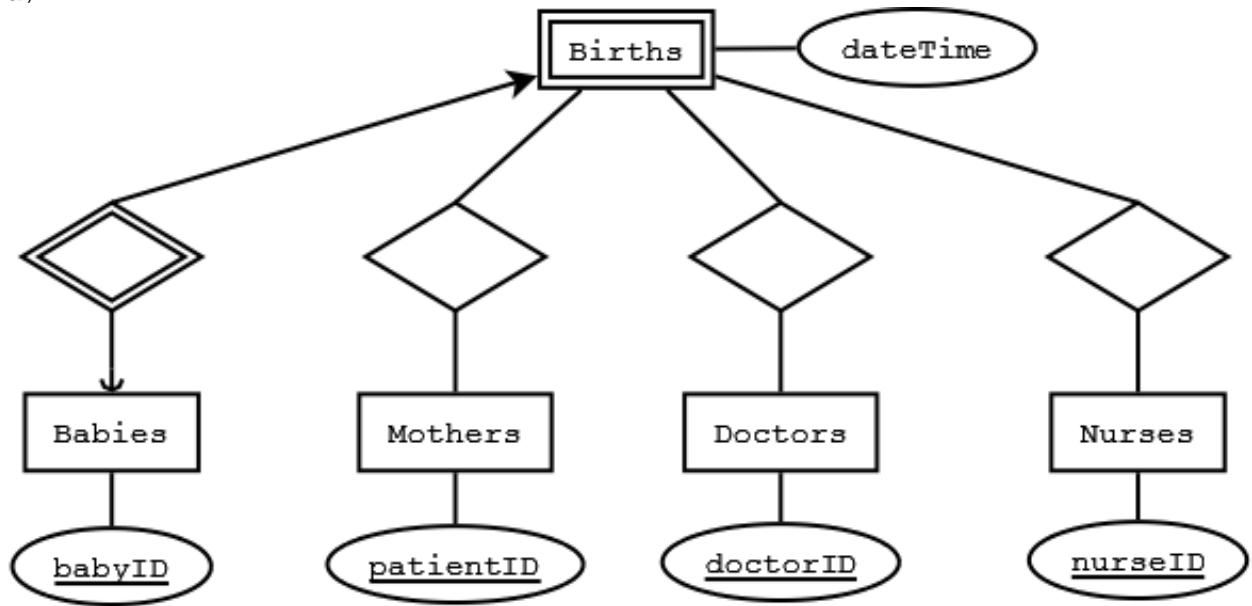 Births
dateTime
Babies
Mothers
Doctors
Nurses
babyID
patientID
doctorID
nurseID